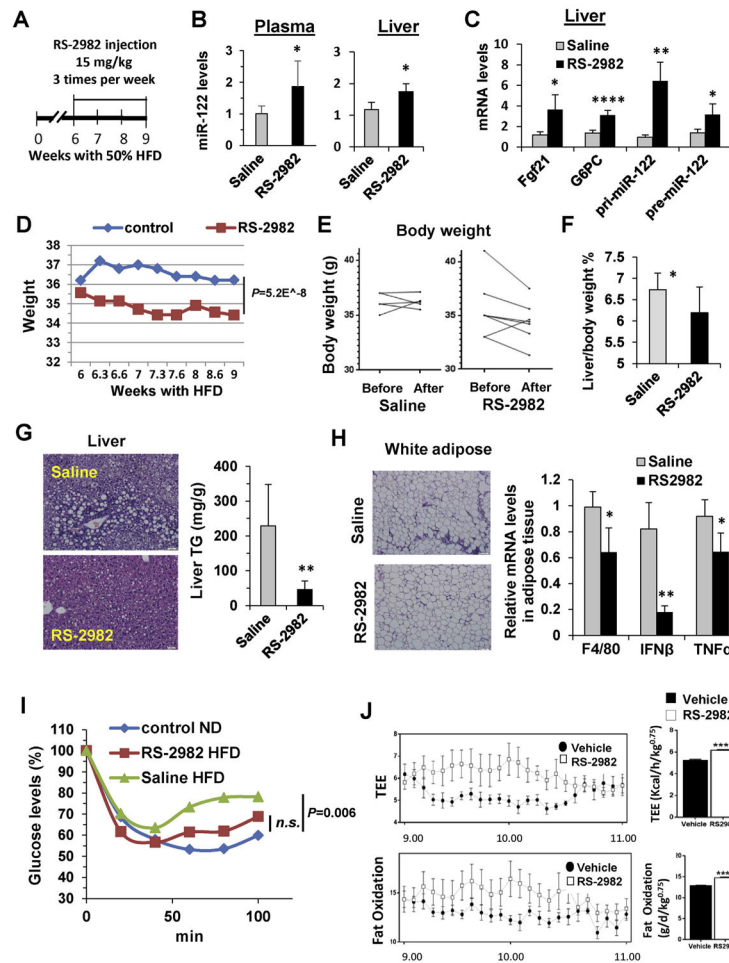 A
RS-2982 injection
15 mg/kg
3 times per week
0 6 7 8 9
Weeks with 50% HFD
B
Plasma
Liver
miR-122 levels
3
2
1
0
*
Saline
RS-2982
3
2
1
0
*
Saline
RS-2982
C
Liver
Saline
RS-2982
mRNA levels
10
8
6
4
2
0
* **** ** *
Fgf21
G6PC
pri-miR-122
pre-miR-122
D
control RS-2982
Weight
38
37
36
35
34
33
32
P=5.2E^-8
6 6.3 6.6 7 7.3 7.6 8 8.6 9
Weeks with HFD
E
Body weight
Body weight (g)
40
35
30
Before After
Saline
40
35
30
Before After
RS-2982
F
Liver/body weight %
7.5
7
6.5
6
5.5
5
*
Saline
RS-2982
G
Liver
Saline
RS-2982
Liver TG (mg/g)
400
300
200
100
0
**
Saline
RS-2982
H
White adipose
Saline
RS-2982
Saline
RS2982
Relative mRNA levels
in adipose tissue
1.2
1
0.8
0.6
0.4
0.2
0
* ** *
F4/80 IFNβ TNFα
I
control ND
RS-2982 HFD
Saline HFD
Glucose levels (%)
110
100
90
80
70
60
50
40
30
n.s.
P=0.006
0 50 100
min
J
Vehicle
RS-2982
TEE
8
7
6
5
4
9.00 10.00 11.00
Vehicle
RS-2982
TEE (Kcal/h/kg0.75)
8
6
4
2
0
***
Vehicle RS298
Vehicle
RS-2982
Fat Oxidation
15
10
9.00 10.00 11.00
Fat Oxidation
(g/d/kg0.75)
20
15
10
5
0
***
Vehicle RS298